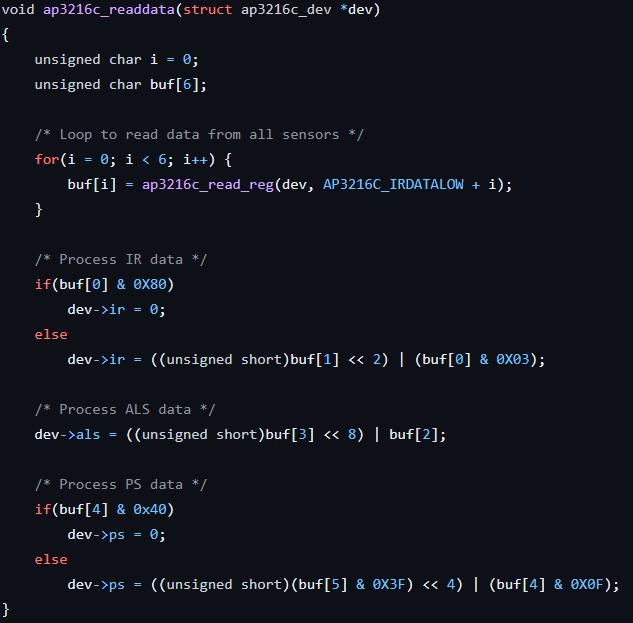 void ap3216c_readdata(struct ap3216c_dev *dev)
{
    unsigned char i = 0;
    unsigned char buf[6];

    /* Loop to read data from all sensors */
    for(i = 0; i < 6; i++) {
        buf[i] = ap3216c_read_reg(dev, AP3216C_IRDATALOW + i);
    }

    /* Process IR data */
    if(buf[0] & 0X80)
        dev->ir = 0;
    else
        dev->ir = ((unsigned short)buf[1] << 2) | (buf[0] & 0X03);

    /* Process ALS data */
    dev->als = ((unsigned short)buf[3] << 8) | buf[2];

    /* Process PS data */
    if(buf[4] & 0x40)
        dev->ps = 0;
    else
        dev->ps = ((unsigned short)(buf[5] & 0X3F) << 4) | (buf[4] & 0X0F);
}